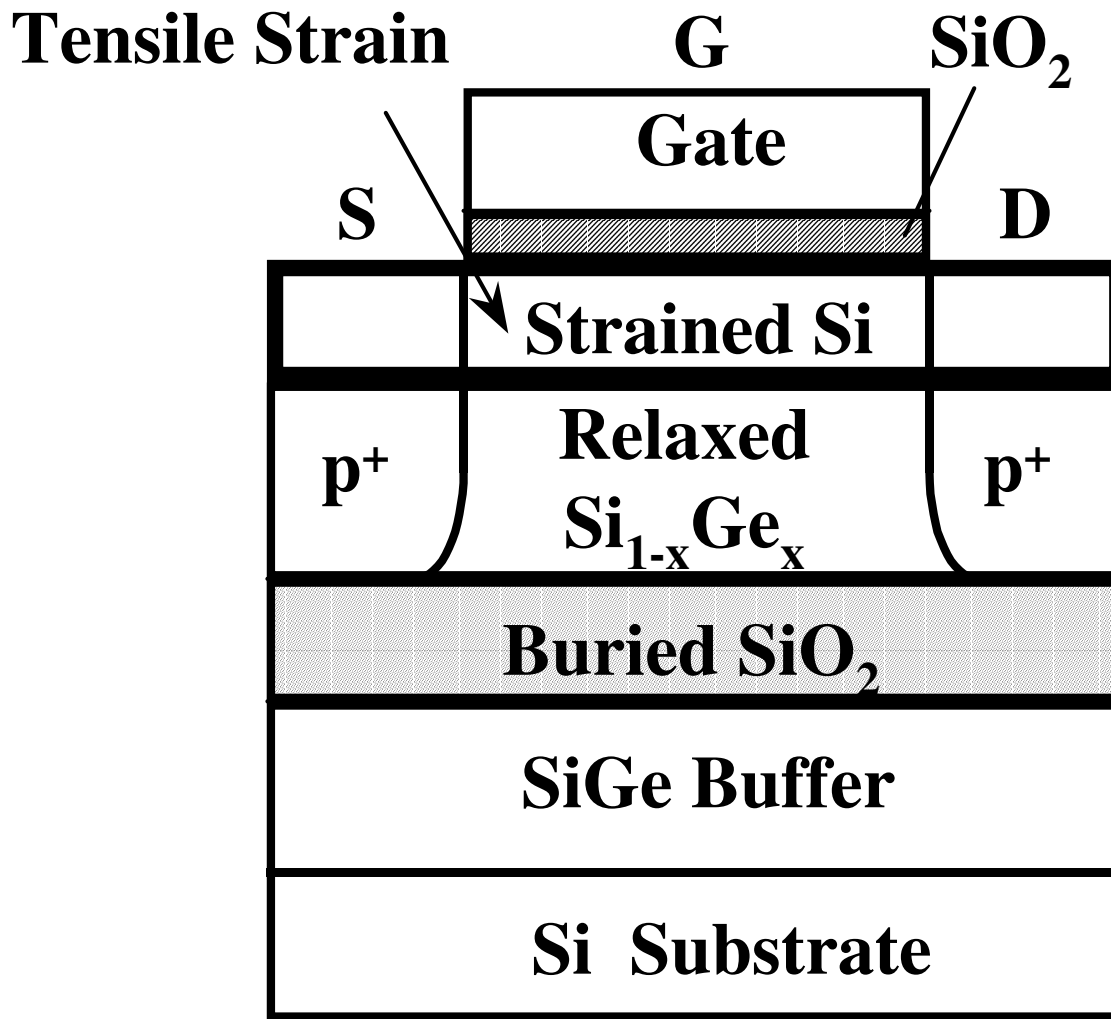 Tensile Strain
G
SiO₂
Gate
S
D
Strained Si
p⁺
Relaxed
Si₁₋ₓGeₓ
p⁺
Buried SiO₂
SiGe Buffer
Si Substrate